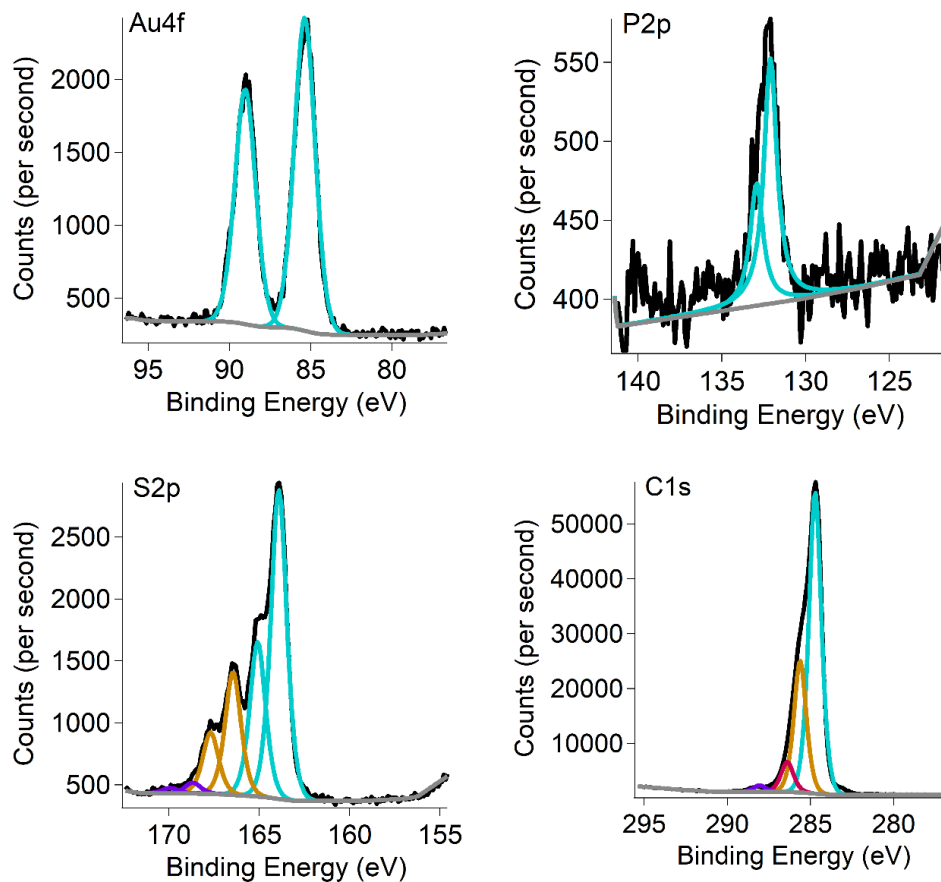 Au4f
Counts (per second)
2000
1500
1000
500
95
90
85
80
Binding Energy (eV)
P2p
Counts (per second)
550
500
450
400
140
135
130
125
Binding Energy (eV)
S2p
Counts (per second)
2500
2000
1500
1000
500
170
165
160
155
Binding Energy (eV)
C1s
Counts (per second)
50000
40000
30000
20000
10000
295
290
285
280
Binding Energy (eV)